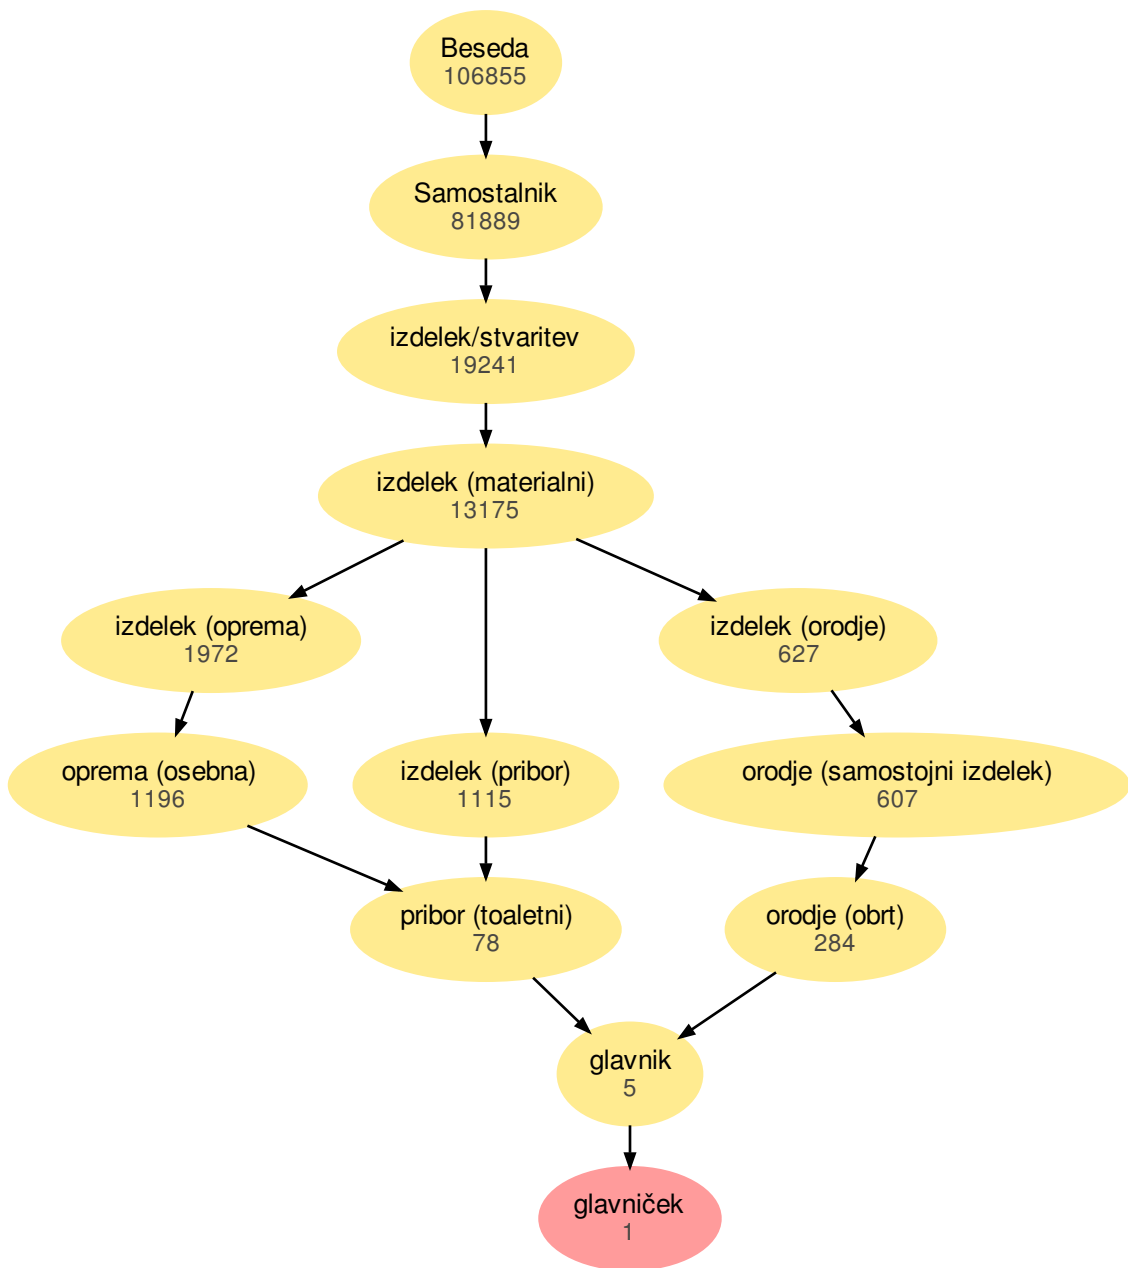 Beseda
106855
Samostalnik
81889
izdelek/stvaritev
19241
izdelek (materialni)
13175
izdelek (oprema)
1972
izdelek (orodje)
627
oprema (osebna)
1196
izdelek (pribor)
1115
orodje (samostojni izdelek)
607
pribor (toaletni)
78
orodje (obrt)
284
glavnik
5
glavniček
1